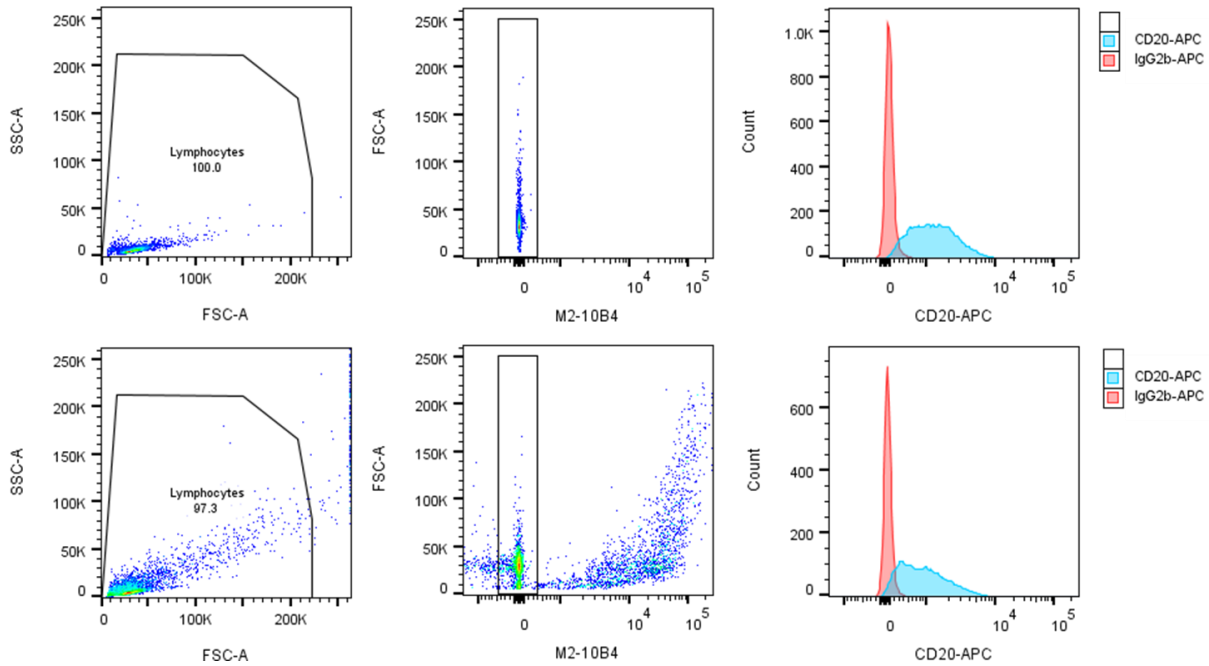 250K
200K
150K
100K
50K
0
SSC-A
Lymphocytes
100.0
0
100K
200K
FSC-A
250K
200K
150K
100K
50K
0
FSC-A
0
10^4
10^5
M2-10B4
1.0K
800
600
400
200
0
Count
0
10^4
10^5
CD20-APC
CD20-APC
IgG2b-APC
250K
200K
150K
100K
50K
0
SSC-A
Lymphocytes
97.3
0
100K
200K
FSC-A
250K
200K
150K
100K
50K
0
FSC-A
0
10^4
10^5
M2-10B4
600
400
200
0
Count
0
10^4
10^5
CD20-APC
CD20-APC
IgG2b-APC